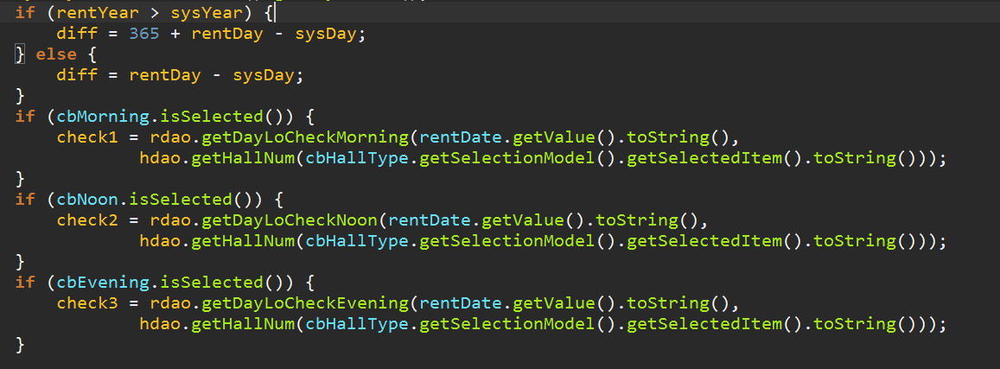 if (rentYear > sysYear) {
    diff = 365 + rentDay - sysDay;
} else {
    diff = rentDay - sysDay;
}
if (cbMorning.isSelected()) {
    check1 = rdao.getDayLoCheckMorning(rentDate.getValue().toString(),
            hdao.getHallNum(cbHallType.getSelectionModel().getSelectedItem().toString()));
}
if (cbNoon.isSelected()) {
    check2 = rdao.getDayLoCheckNoon(rentDate.getValue().toString(),
            hdao.getHallNum(cbHallType.getSelectionModel().getSelectedItem().toString()));
}
if (cbEvening.isSelected()) {
    check3 = rdao.getDayLoCheckEvening(rentDate.getValue().toString(),
            hdao.getHallNum(cbHallType.getSelectionModel().getSelectedItem().toString()));
}